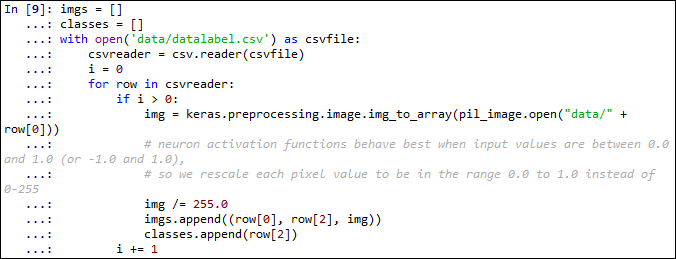 In [9]: imgs = []
   ...: classes = []
   ...: with open('data/datalabel.csv') as csvfile:
   ...:     csvreader = csv.reader(csvfile)
   ...:     i = 0
   ...:     for row in csvreader:
   ...:         if i > 0:
   ...:             img = keras.preprocessing.image.img_to_array(pil_image.open("data/" +
row[0]))
   ...:             # neuron activation functions behave best when input values are between 0.0
and 1.0 (or -1.0 and 1.0),
   ...:             # so we rescale each pixel value to be in the range 0.0 to 1.0 instead of
0-255
   ...:             img /= 255.0
   ...:             imgs.append((row[0], row[2], img))
   ...:             classes.append(row[2])
   ...:         i += 1